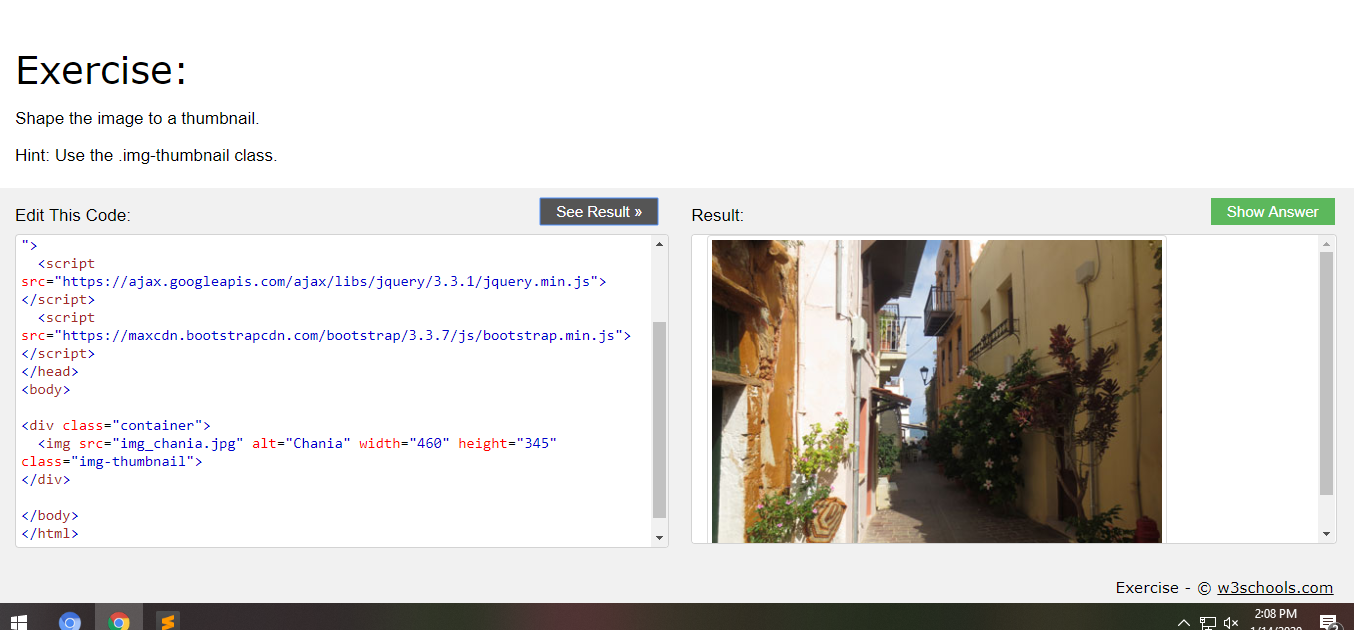 Exercise:
Shape the image to a thumbnail.
Hint: Use the .img-thumbnail class.
Edit This Code:
See Result »
Result:
Show Answer
">
<script
src="https://ajax.googleapis.com/ajax/libs/jquery/3.3.1/jquery.min.js">
</script>
<script
src="https://maxcdn.bootstrapcdn.com/bootstrap/3.3.7/js/bootstrap.min.js">
</script>
</head>
<body>
<div class="container">
<img src="img_chania.jpg" alt="Chania" width="460" height="345"
class="img-thumbnail">
</div>
</body>
</html>
Exercise - © w3schools.com
2:08 PM